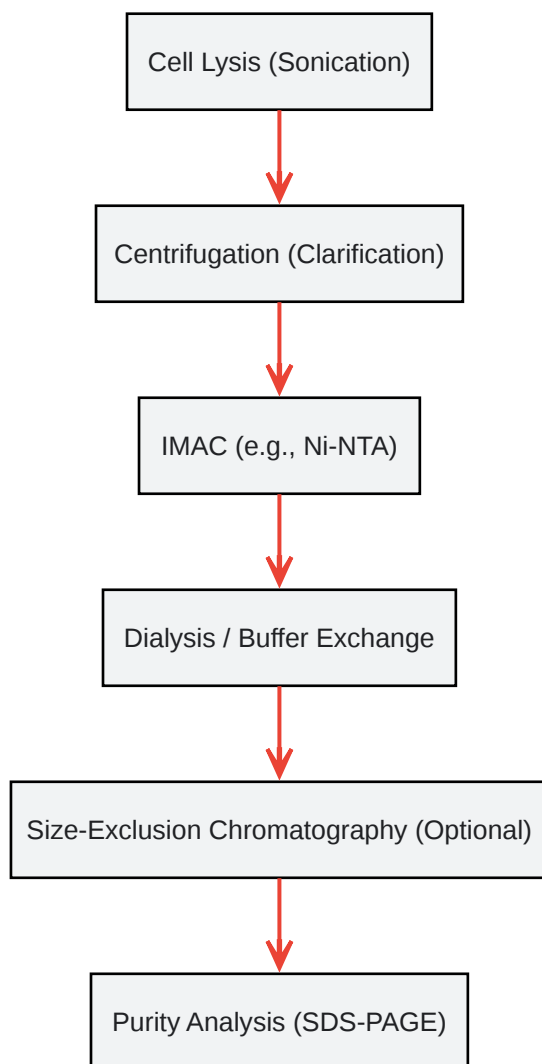 Cell Lysis (Sonication)
Centrifugation (Clarification)
IMAC (e.g., Ni-NTA)
Dialysis / Buffer Exchange
Size-Exclusion Chromatography (Optional)
Purity Analysis (SDS-PAGE)